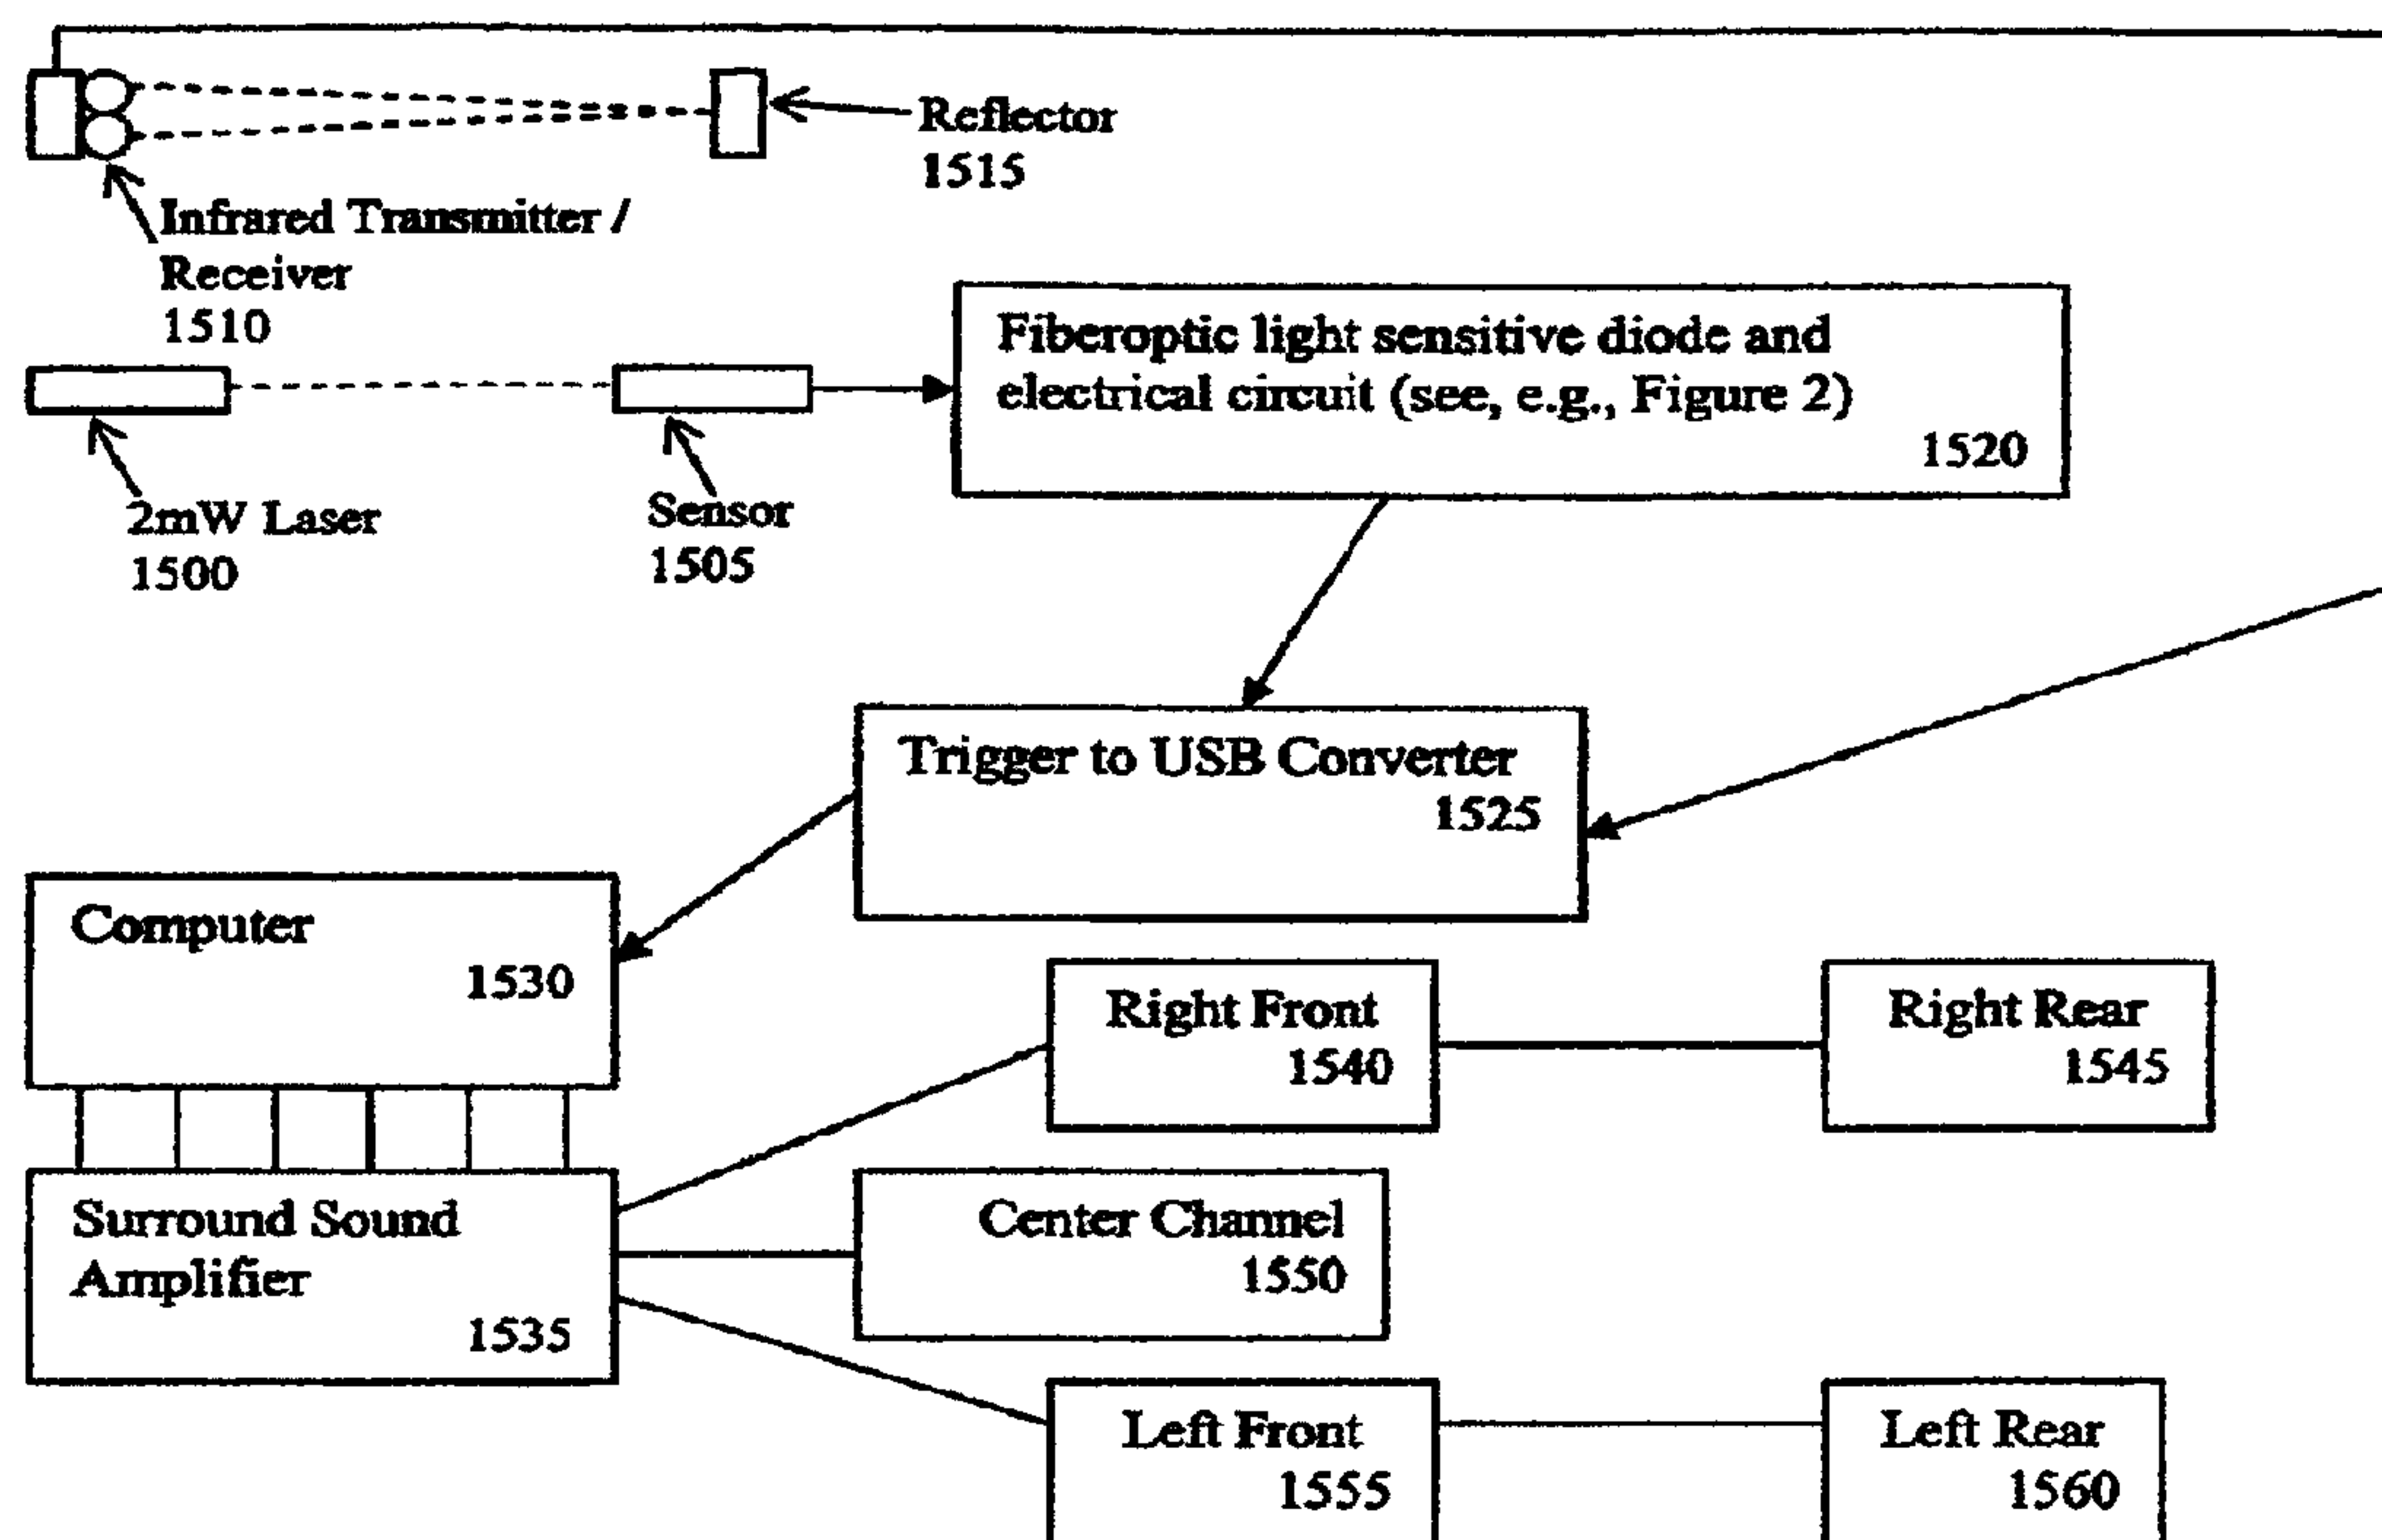 Reflector
1515
Infrared Transmitter /
Receiver
1510
Fiberoptic light sensitive diode and
electrical circuit (see, e.g., Figure 2)
1520
2mW Laser
1500
Sensor
1505
Trigger to USB Converter
1525
Computer
1530
Right Front
1540
Right Rear
1545
Surround Sound
Amplifier
1535
Center Channel
1550
Left Front
1555
Left Rear
1560